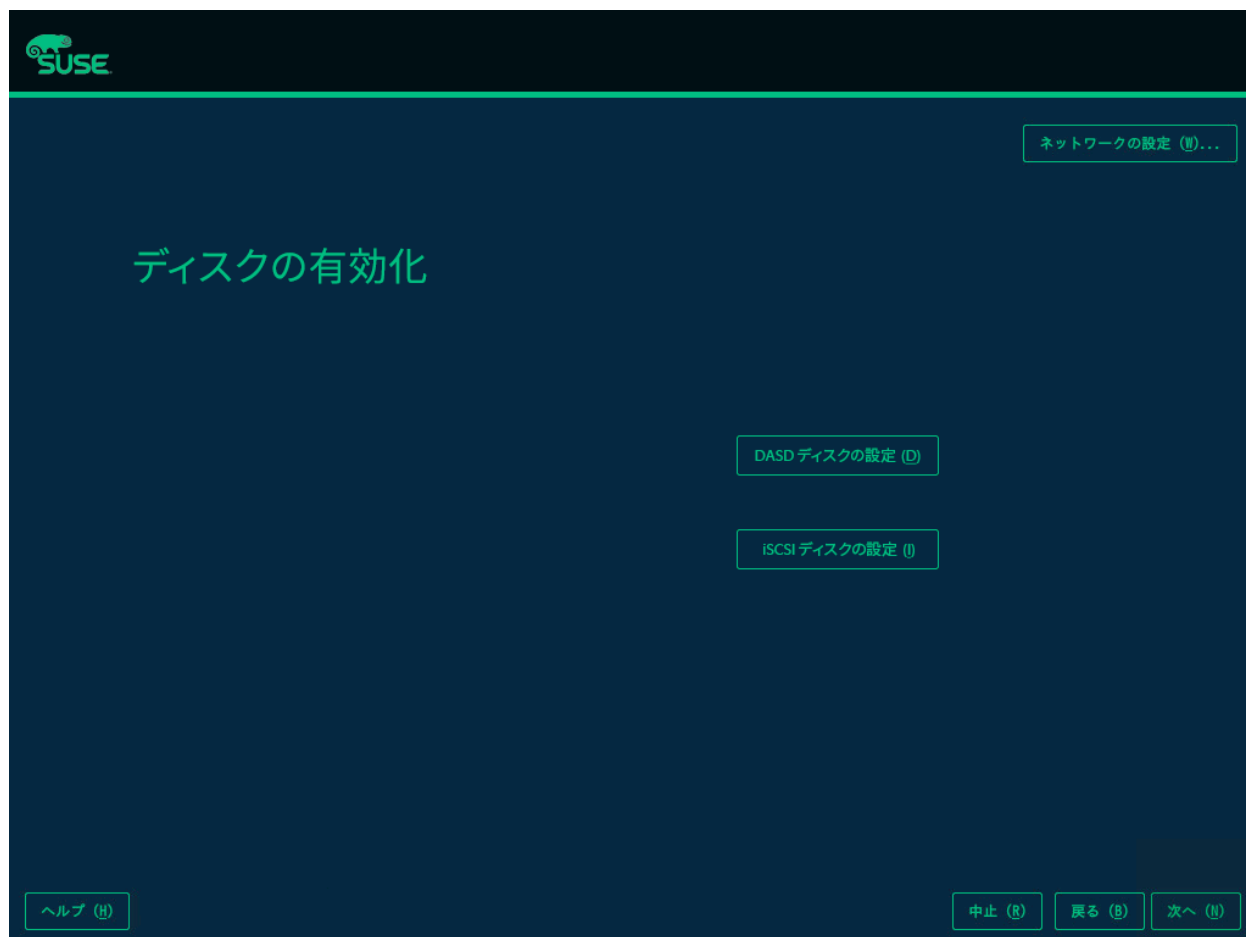 SUSE
ネットワークの設定 (W)...
ディスクの有効化
DASD ディスクの設定 (D)
iSCSI ディスクの設定 (I)
ヘルプ (H)
中止 (R)
戻る (B)
次へ (N)